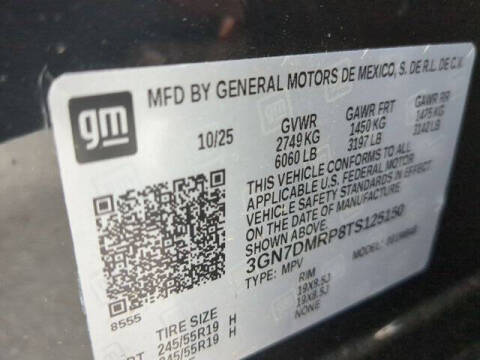 gm
MFD BY GENERAL MOTORS DE MEXICO, S. DE R.L. DE C.V.
10/25 GVWR GAWR FRT GAWR RR
2749 KG 1450 KG 1475 KG
6060 LB 3197 LB
THIS VEHICLE CONFORMS TO ALL
APPLICABLE U.S. FEDERAL MOTOR
VEHICLE SAFETY STANDARDS IN EFFECT
ON THE DATE OF MANUFACTURE
SHOWN ABOVE.
3GN7DMRP8TS125150
TYPE: MPV MODEL:
8555
TIRE SIZE RIM
245/55R19 H 19X8.5J
245/55R19 H 19X8.5J
NONE